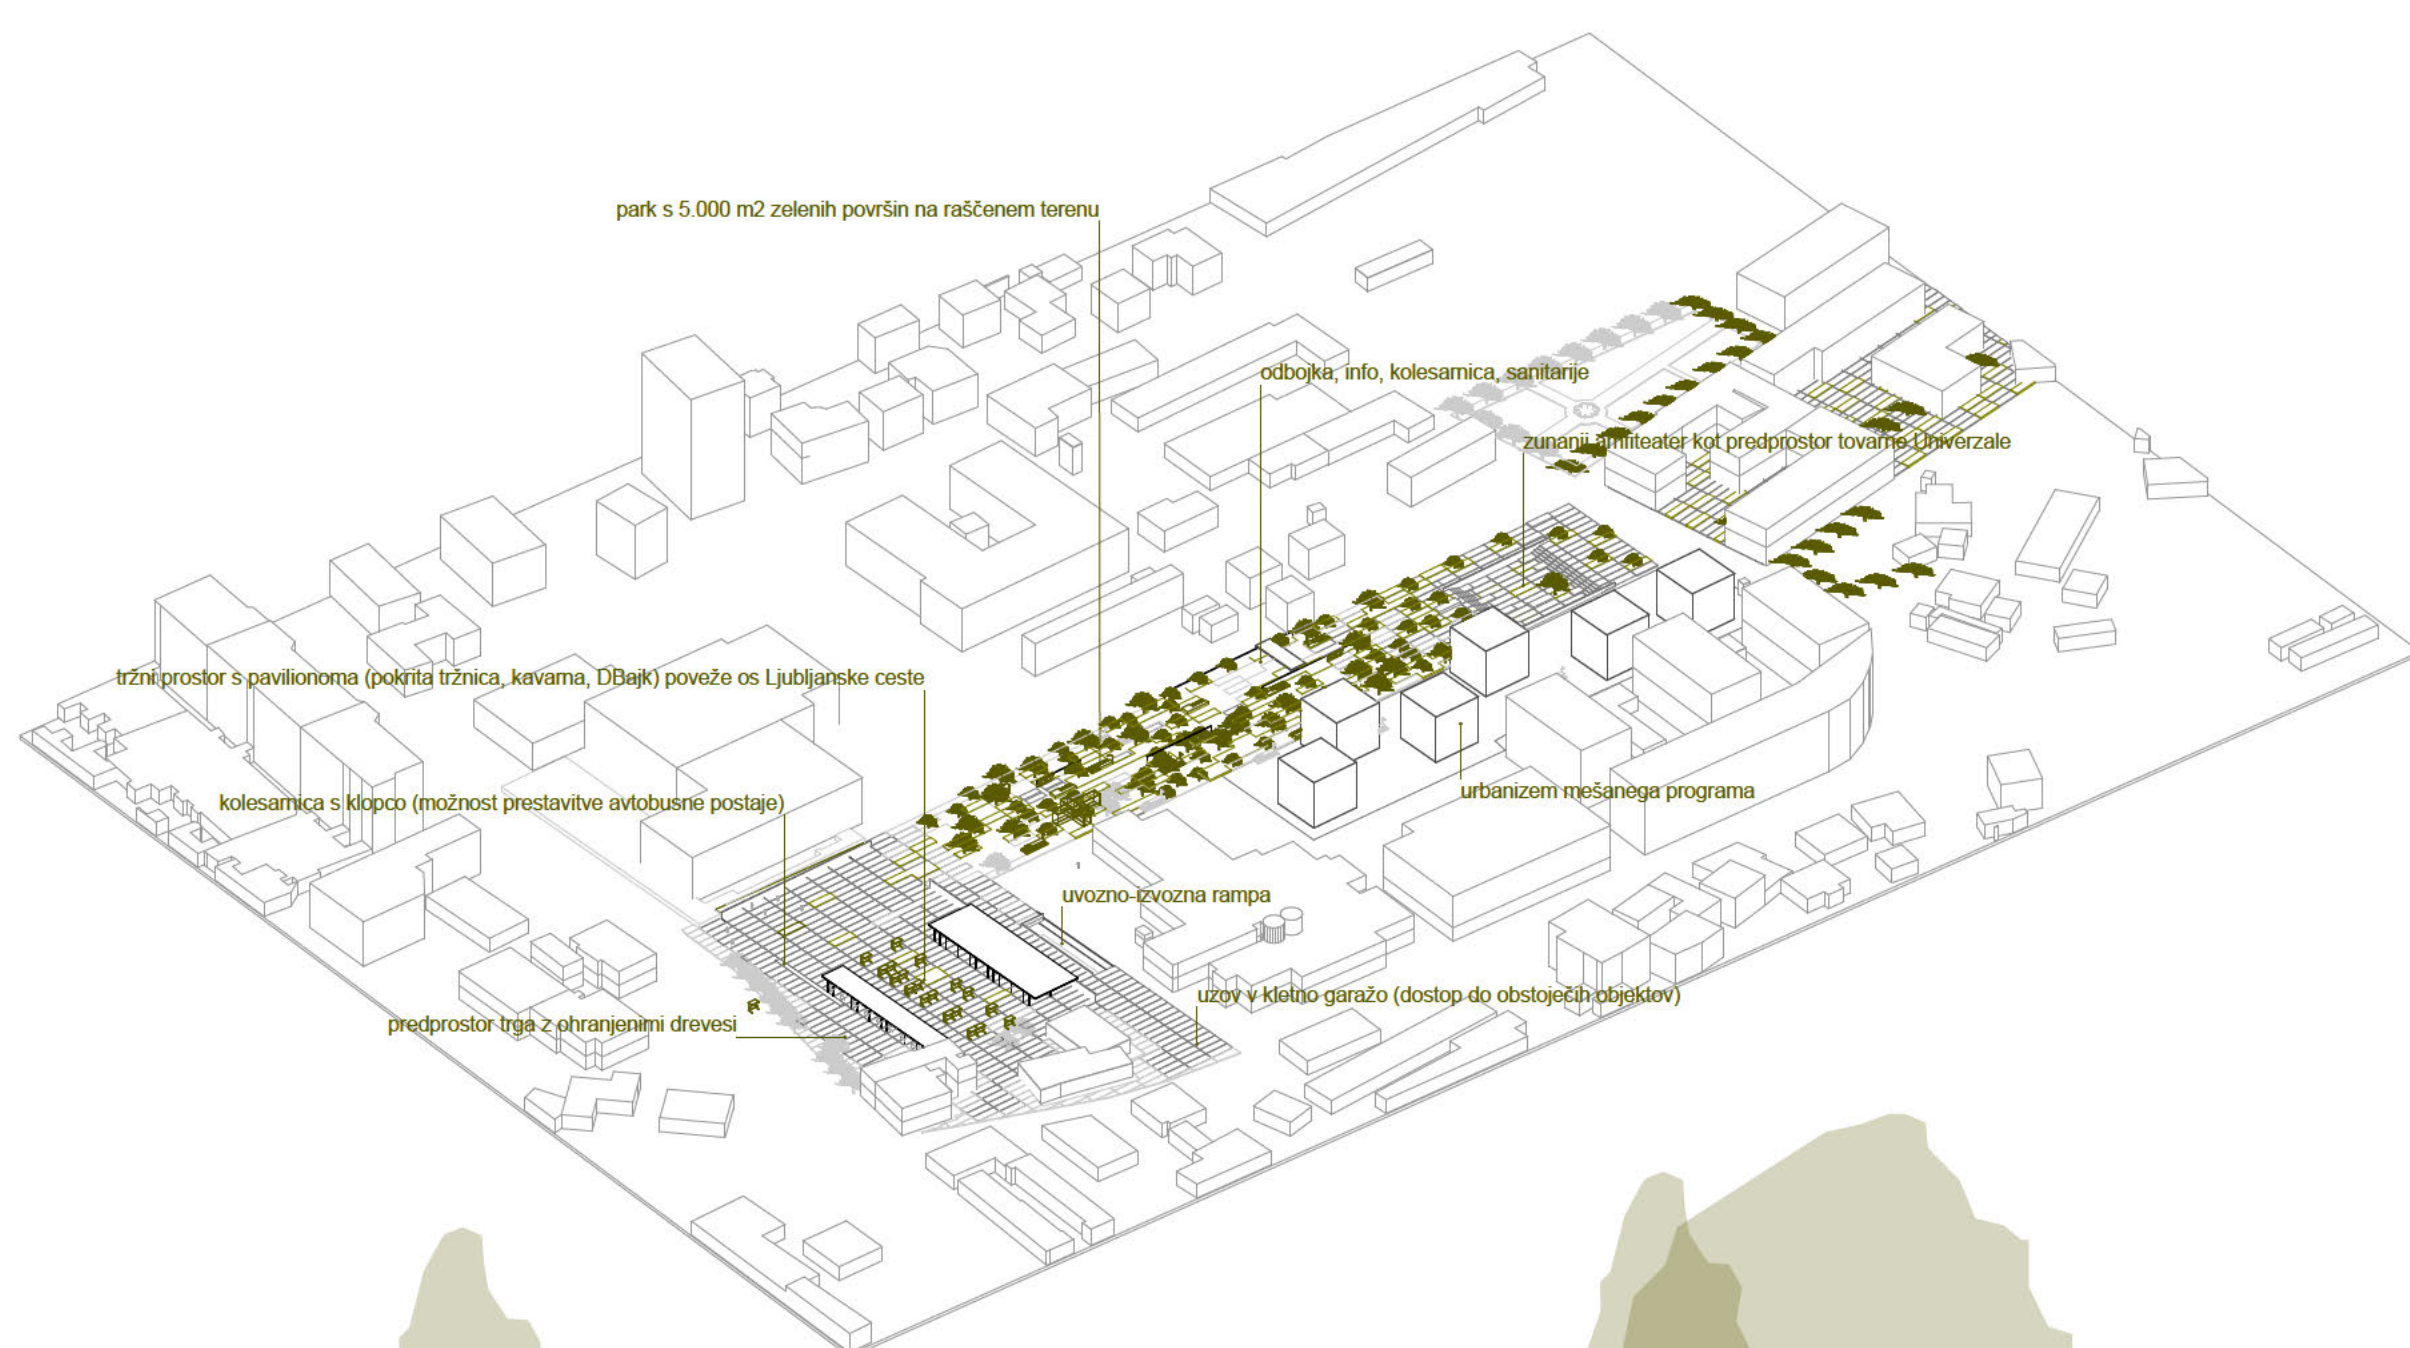 park s 5.000 m2 zelenih površin na raščenem terenu
odbojka, info, kolesarnica, sanitarije
zunanji amfiteater kot predprostor tovarne Univerzale
tržni prostor s pavilionoma (pokrita tržnica, kavarna, DBajk) poveže os Ljubljanske ceste
urbanizem mešanega programa
kolesarnica s klopco (možnost prestavitve avtobusne postaje)
uvozno-izvozna rampa
uzov v kletno garažo (dostop do obstoječih objektov)
predprostor trga z ohranjenimi drevesi